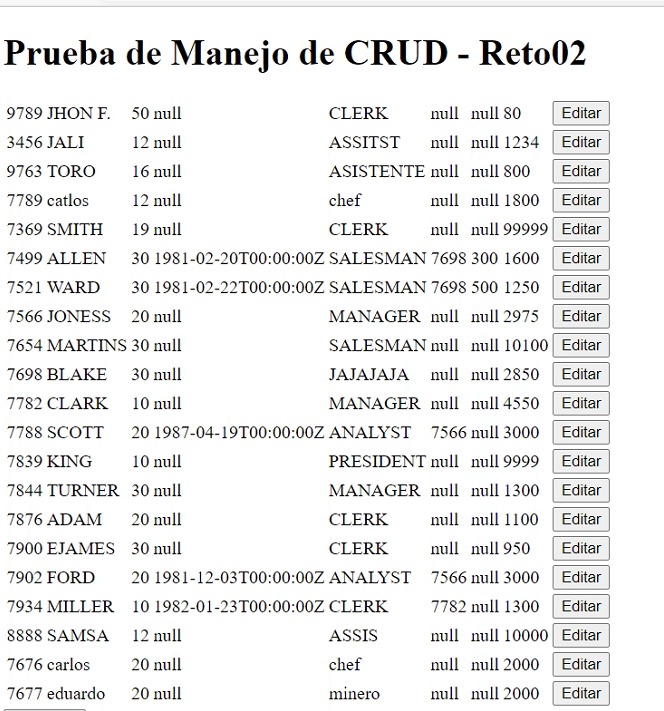 Prueba de Manejo de CRUD - Reto02
9789 JHON F. 50 null CLERK null null 80 Editar
3456 JALI 12 null ASSITST null null 1234 Editar
9763 TORO 16 null ASISTENTE null null 800 Editar
7789 catlos 12 null chef null null 1800 Editar
7369 SMITH 19 null CLERK null null 99999 Editar
7499 ALLEN 30 1981-02-20T00:00:00Z SALESMAN 7698 300 1600 Editar
7521 WARD 30 1981-02-22T00:00:00Z SALESMAN 7698 500 1250 Editar
7566 JONESS 20 null MANAGER null null 2975 Editar
7654 MARTINS 30 null SALESMAN null null 10100 Editar
7698 BLAKE 30 null JAJAJAJA null null 2850 Editar
7782 CLARK 10 null MANAGER null null 4550 Editar
7788 SCOTT 20 1987-04-19T00:00:00Z ANALYST 7566 null 3000 Editar
7839 KING 10 null PRESIDENT null null 9999 Editar
7844 TURNER 30 null MANAGER null null 1300 Editar
7876 ADAM 20 null CLERK null null 1100 Editar
7900 EJAMES 30 null CLERK null null 950 Editar
7902 FORD 20 1981-12-03T00:00:00Z ANALYST 7566 null 3000 Editar
7934 MILLER 10 1982-01-23T00:00:00Z CLERK 7782 null 1300 Editar
8888 SAMSA 12 null ASSIS null null 10000 Editar
7676 carlos 20 null chef null null 2000 Editar
7677 eduardo 20 null minero null null 2000 Editar